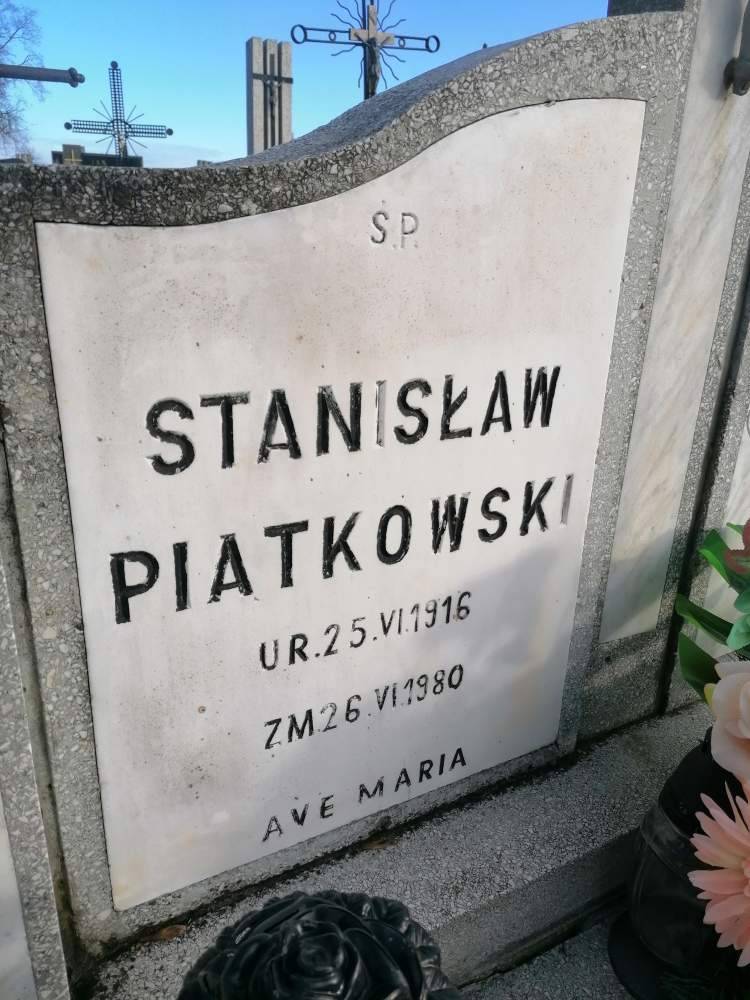 Ś.P.
STANISŁAW
PIATKOWSKI
UR.25.VI.1916
ZM.26.VI.1980
AVE MARIA